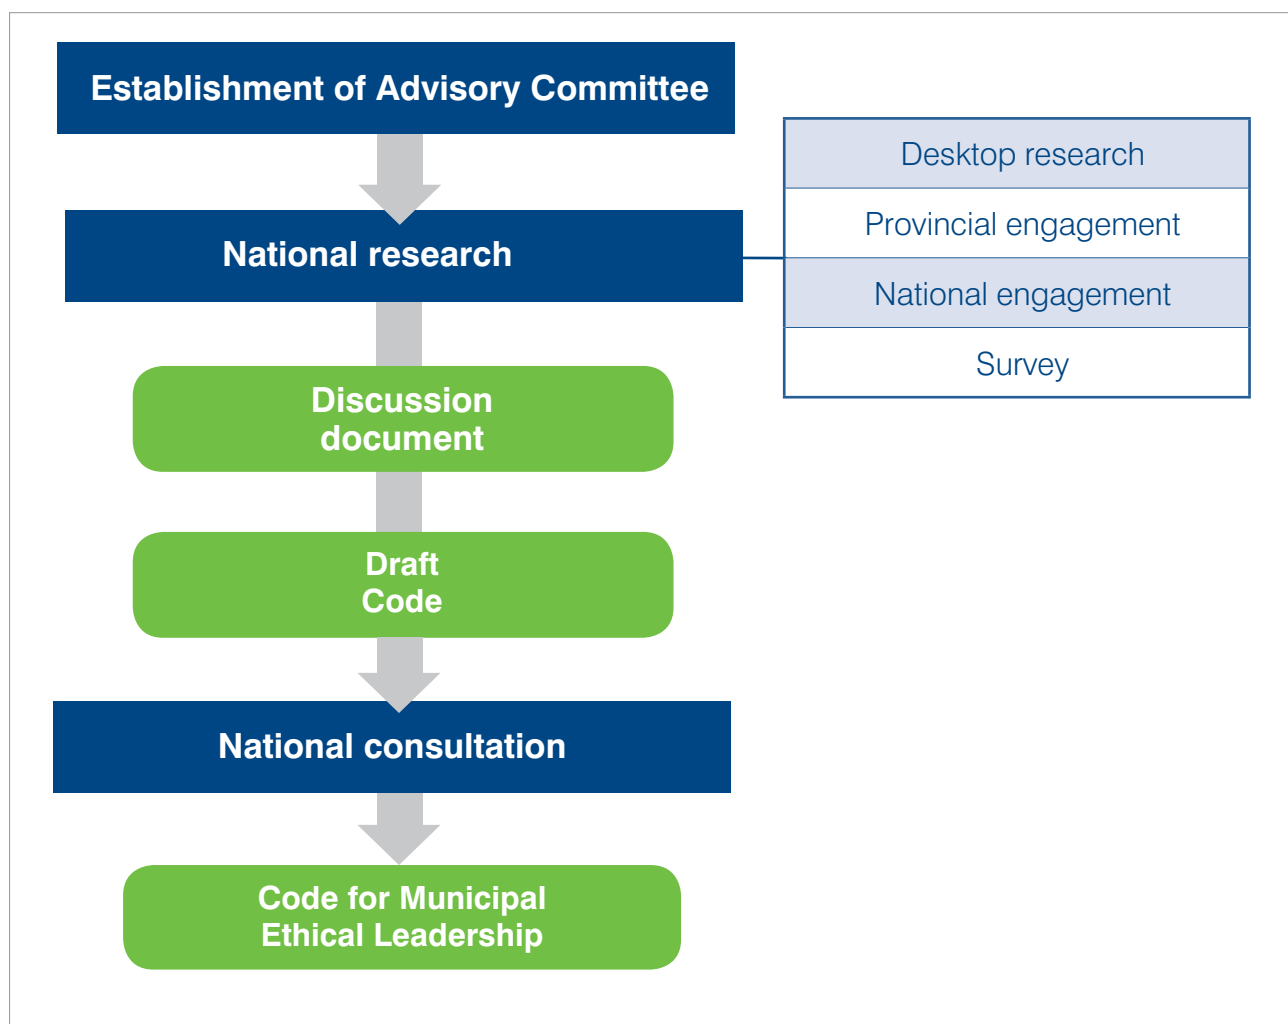 Establishment of Advisory Committee
National research
Desktop research
Provincial engagement
National engagement
Survey
Discussion
document
Draft
Code
National consultation
Code for Municipal
Ethical Leadership